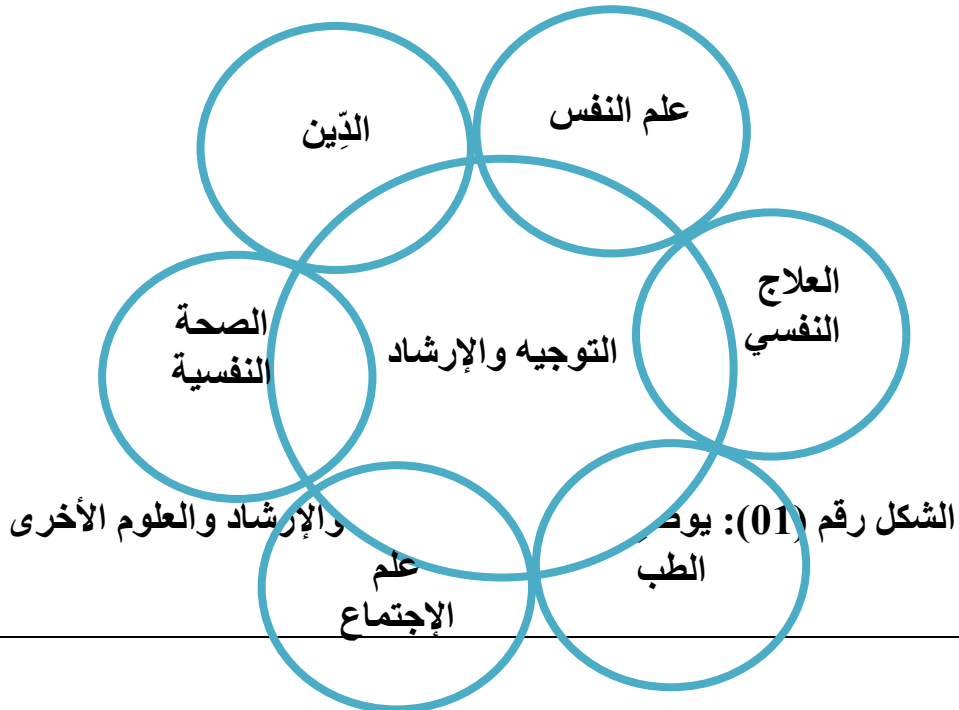 علم النفس
الدِّين
العلاج
النفسي
الصحة
النفسية
التوجيه والإرشاد
الشكل رقم (01): والإرشاد والعلوم الأخرى
الطب
علم
الإجتماع